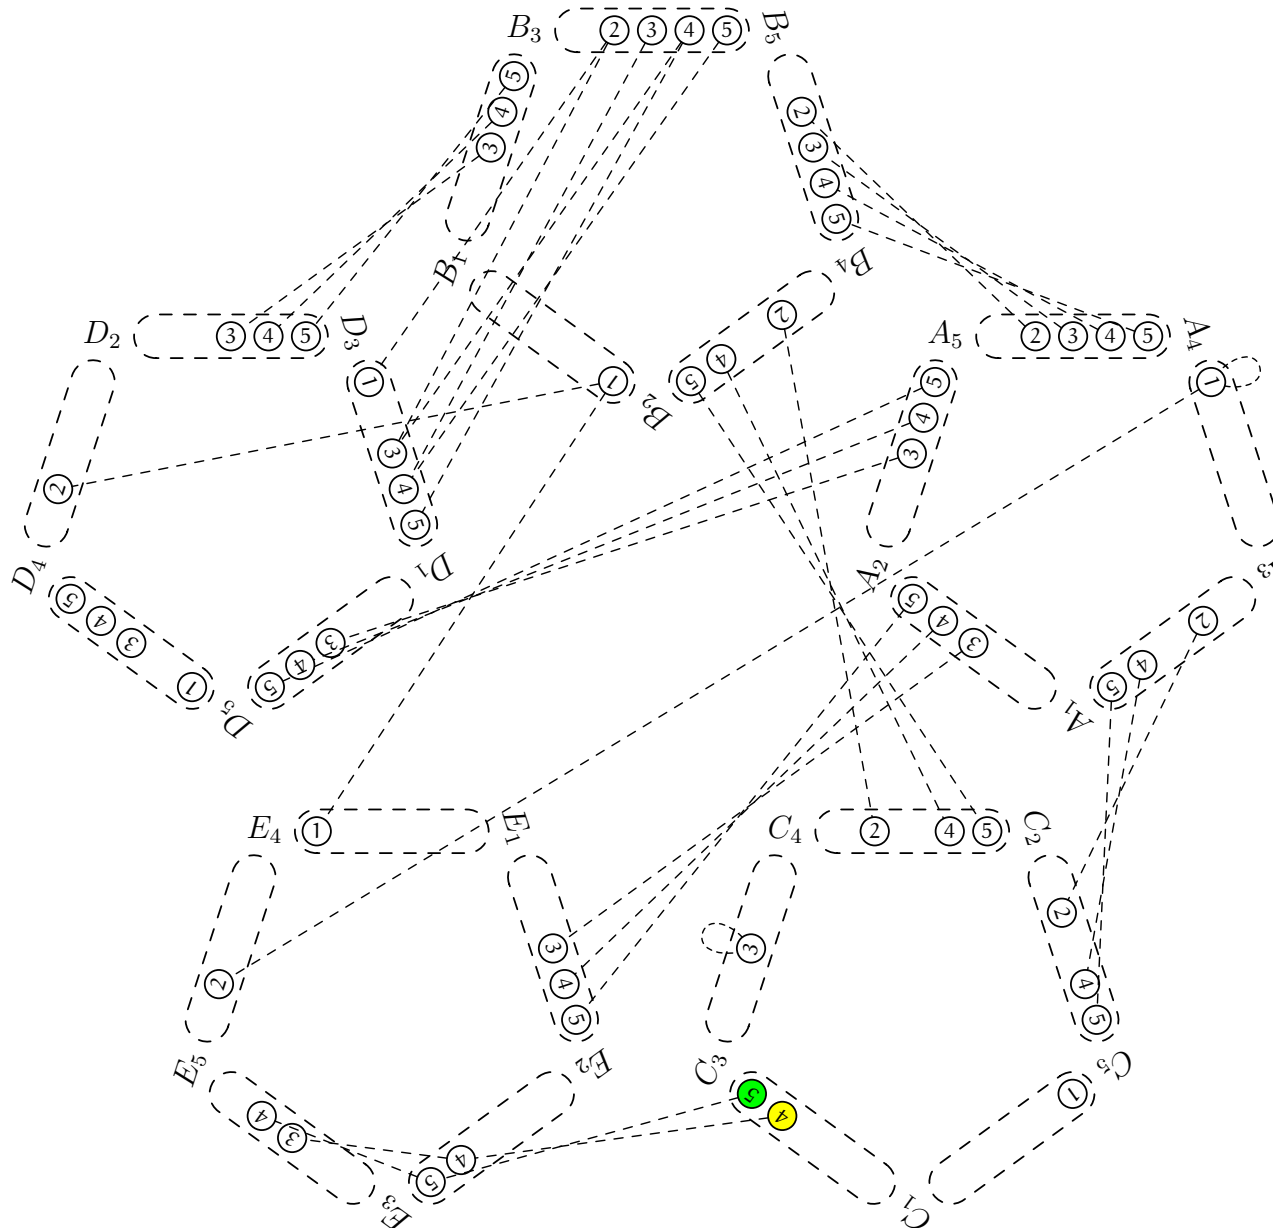 B₃ ② ③ ④ ⑤ B₅
⑤ ④ ③
② ③ ④ ⑤
B₁ B₄
②
① B₂ ⑤ ④
D₂ ③ ④ ⑤ D₃
A₅ ② ③ ④ ⑤ A₄
① ③ ④ ⑤
⑤ ④ ③
①
②
D₄ D₁
A₂
⑤ ④ ③ ①
⑤ ④ ③
D₅
⑤ ④ ③
② ④ ⑤
A₁
E₄ ① E₁
C₄ ② ④ ⑤ C₂
③ ④ ⑤
③
② ④ ⑤
②
E₅ E₂
C₃ C₅
④ ③
④ ⑤
E₃
⑤ ④
①
C₁